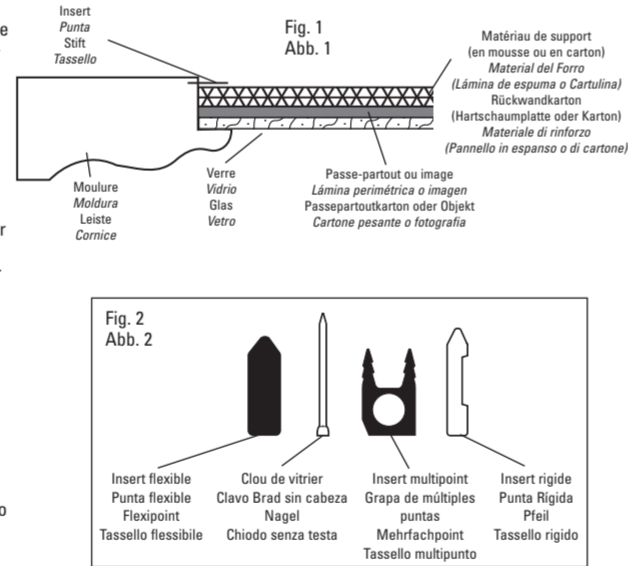 re
Insert
Punta
Stift
Tassello
Fig. 1
Abb. 1
Matériau de support
(en mousse ou en carton)
Material del Forro
(Lámina de espuma o Cartulina)
Rückwandkarton
(Hartschaumplatte oder Karton)
Materiale di rinforzo
(Pannello in espanso o di cartone)
Moulure
Moldura
Leiste
Cornice
Verre
Vidrio
Glas
Vetro
Passe-partout ou image
Lámina perimétrica o imagen
Passepartoutkarton oder Objekt
Cartone pesante o fotografia
r
Fig. 2
Abb. 2
Insert flexible
Punta flexible
Flexipoint
Tassello flessibile
Clou de vitrier
Clavo Brad sin cabeza
Nagel
Chiodo senza testa
Insert multipoint
Grapa de múltiples
puntas
Mehrfachpoint
Tassello multipunto
Insert rigide
Punta Rígida
Pfeil
Tassello rigido
o